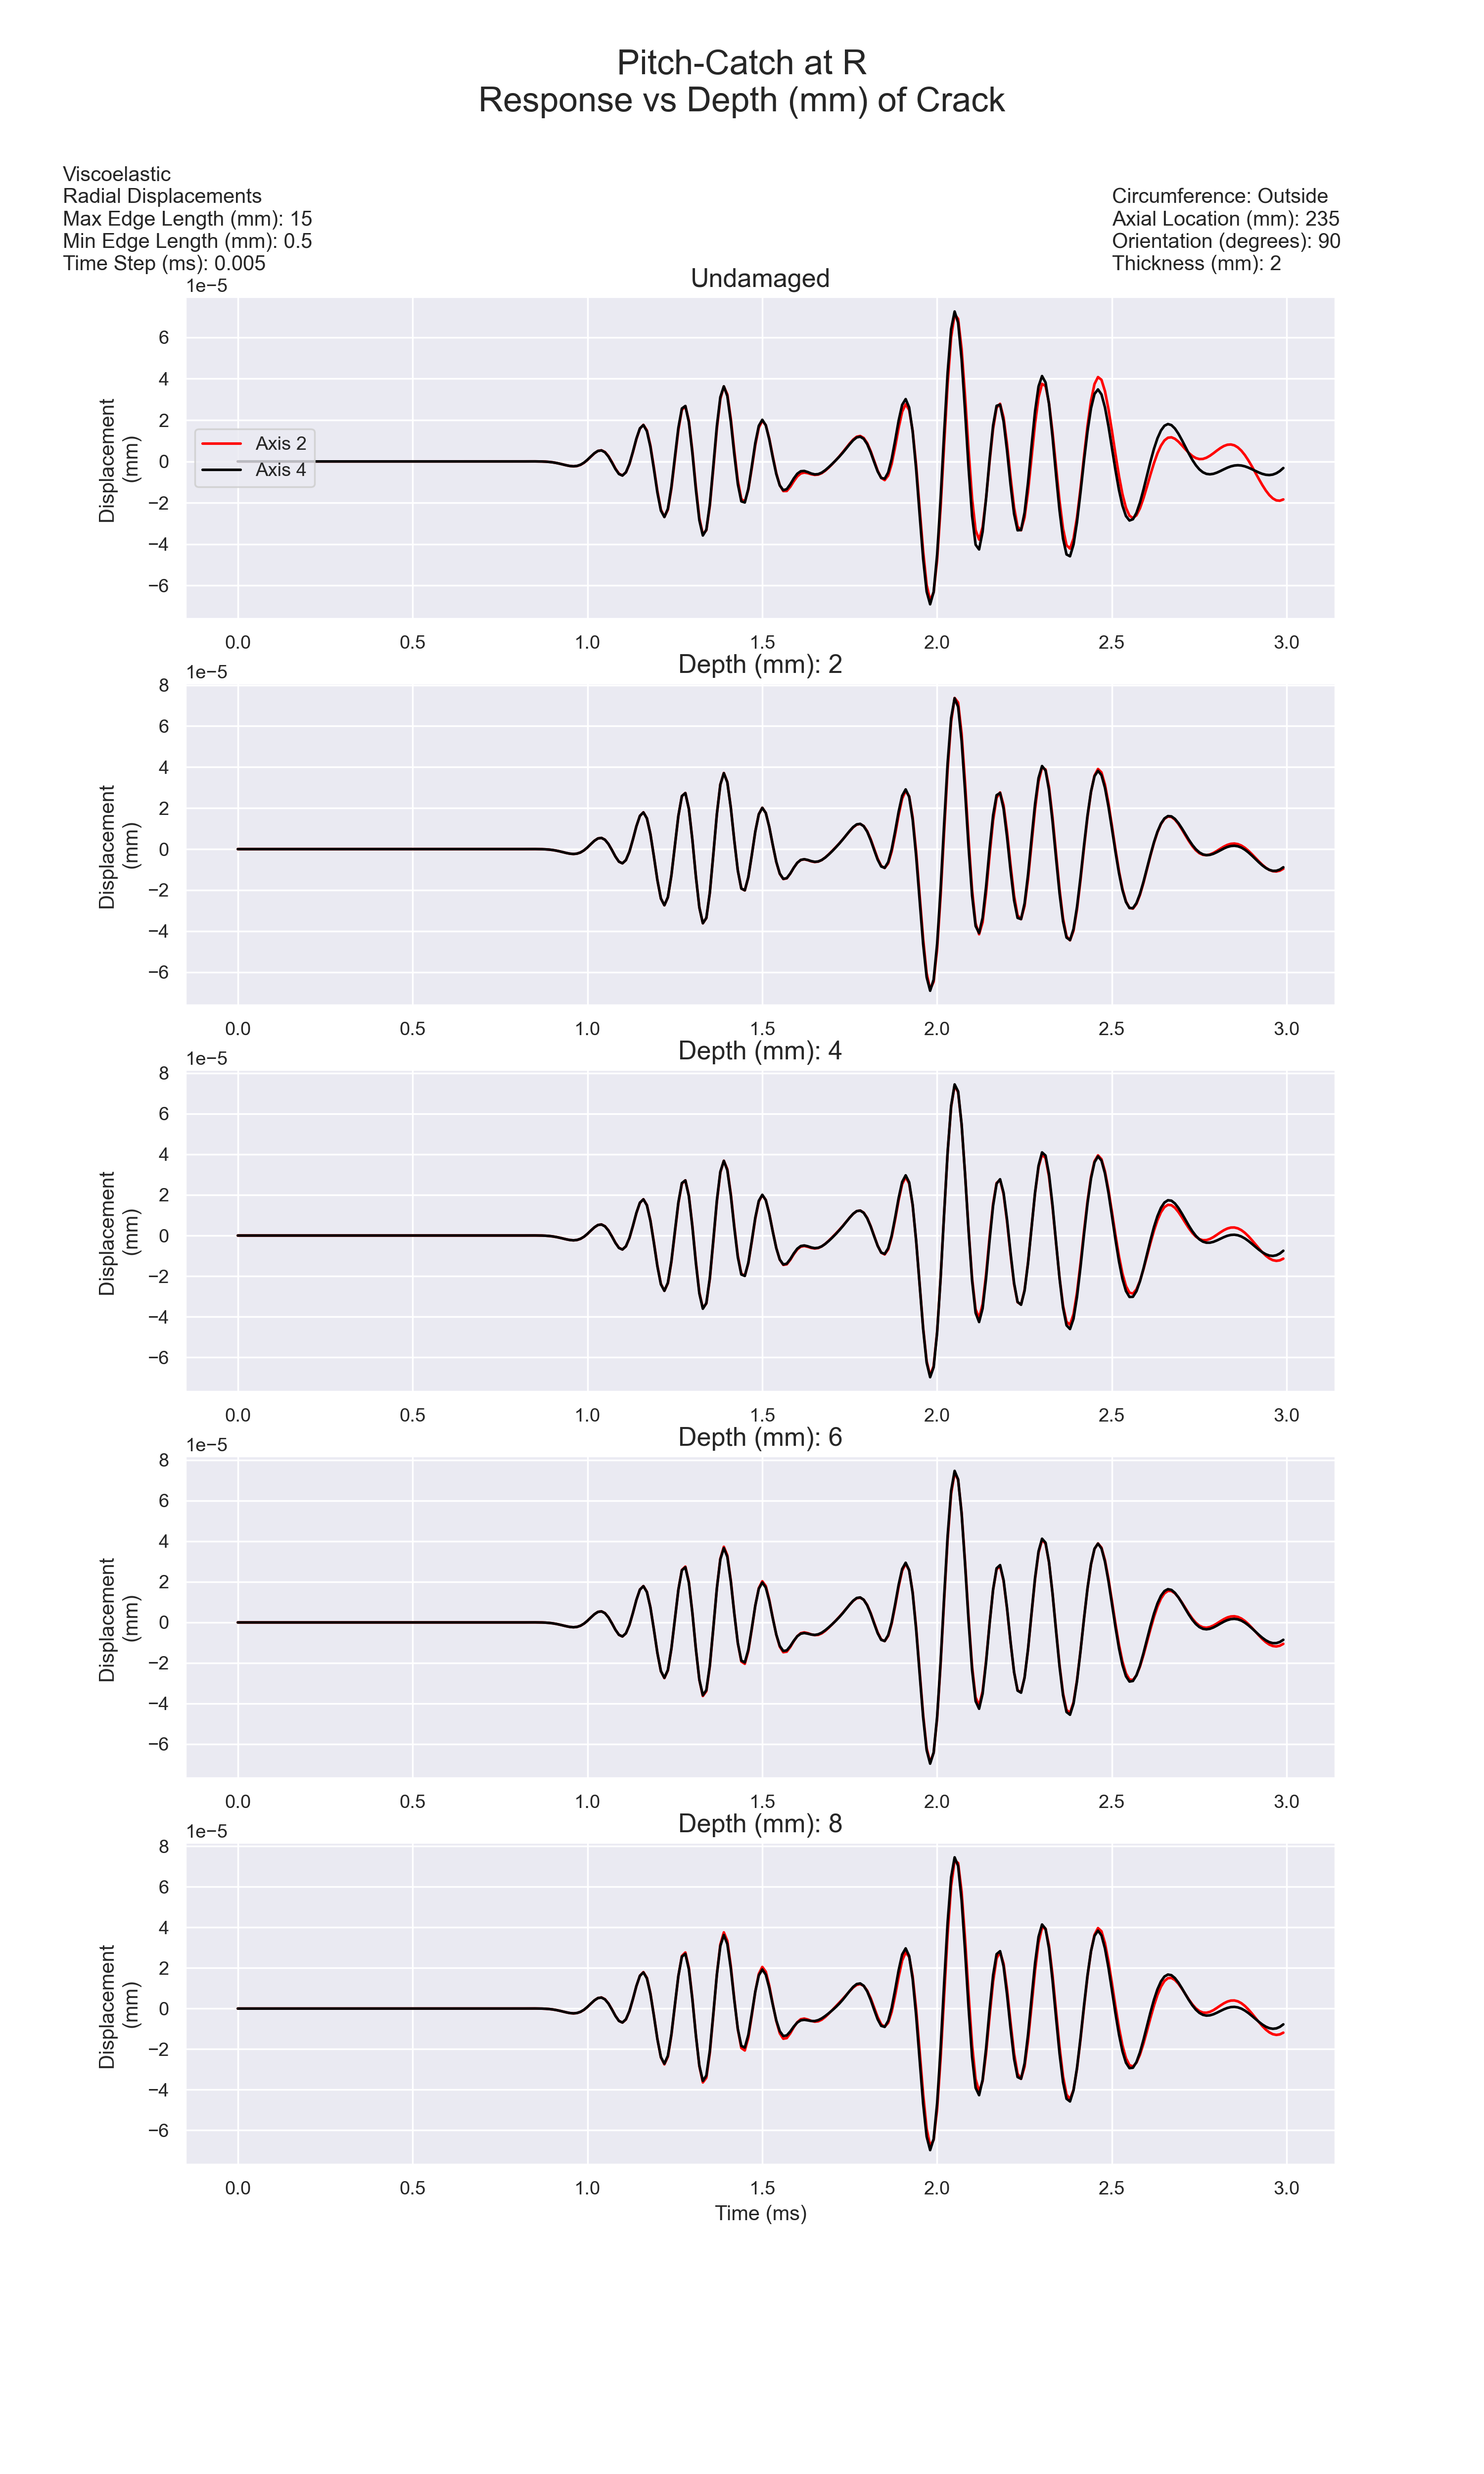 Pitch-Catch at R
Response vs Depth (mm) of Crack
Viscoelastic
Radial Displacements
Max Edge Length (mm): 15
Min Edge Length (mm): 0.5
Time Step (ms): 0.005
Circumference: Outside
Axial Location (mm): 235
Orientation (degrees): 90
Thickness (mm): 2
Undamaged
1e−5
6
4
2
0
−2
−4
−6
Displacement
(mm)
Axis 2
Axis 4
0.0 0.5 1.0 1.5 2.0 2.5 3.0
Depth (mm): 2
1e−5
8
6
4
2
0
−2
−4
−6
Displacement
(mm)
0.0 0.5 1.0 1.5 2.0 2.5 3.0
Depth (mm): 4
1e−5
8
6
4
2
0
−2
−4
−6
Displacement
(mm)
0.0 0.5 1.0 1.5 2.0 2.5 3.0
Depth (mm): 6
1e−5
8
6
4
2
0
−2
−4
−6
Displacement
(mm)
0.0 0.5 1.0 1.5 2.0 2.5 3.0
Depth (mm): 8
1e−5
8
6
4
2
0
−2
−4
−6
Displacement
(mm)
0.0 0.5 1.0 1.5 2.0 2.5 3.0
Time (ms)